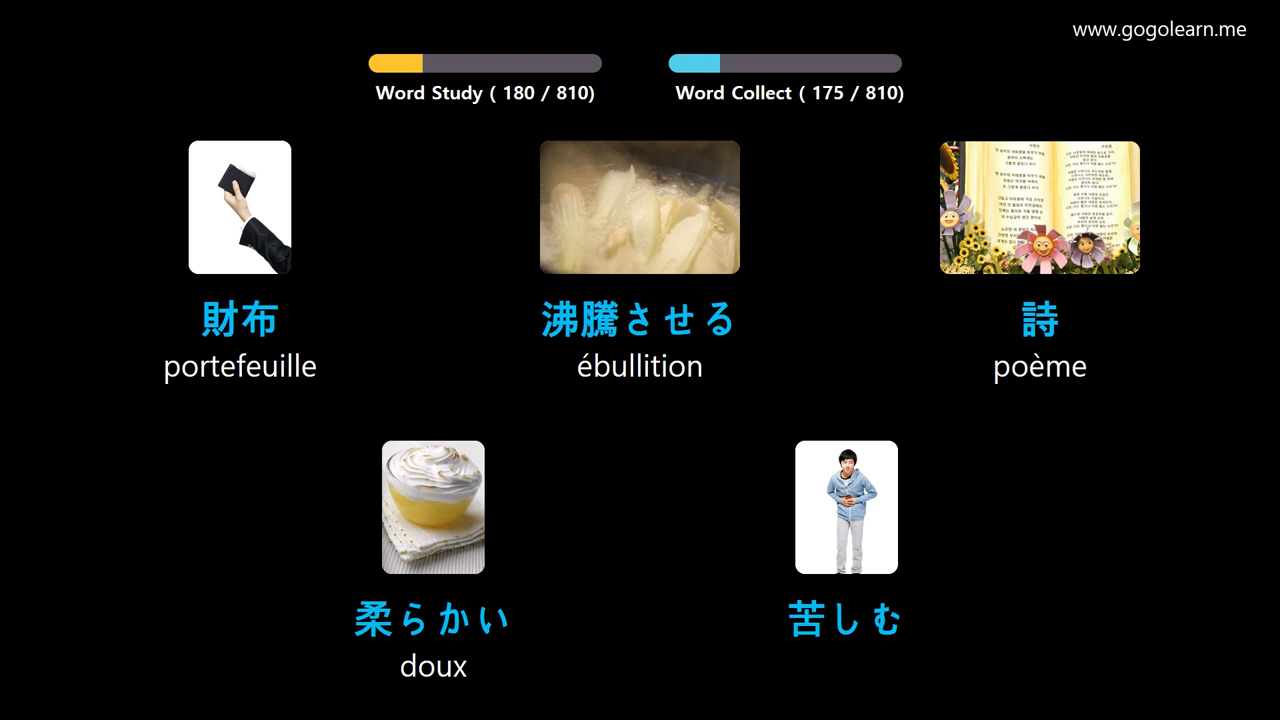 www.gogolearn.me
Word Study ( 180 / 810)
Word Collect ( 175 / 810)
財布
portefeuille
沸騰させる
ébullition
詩
poème
柔らかい
doux
苦しむ